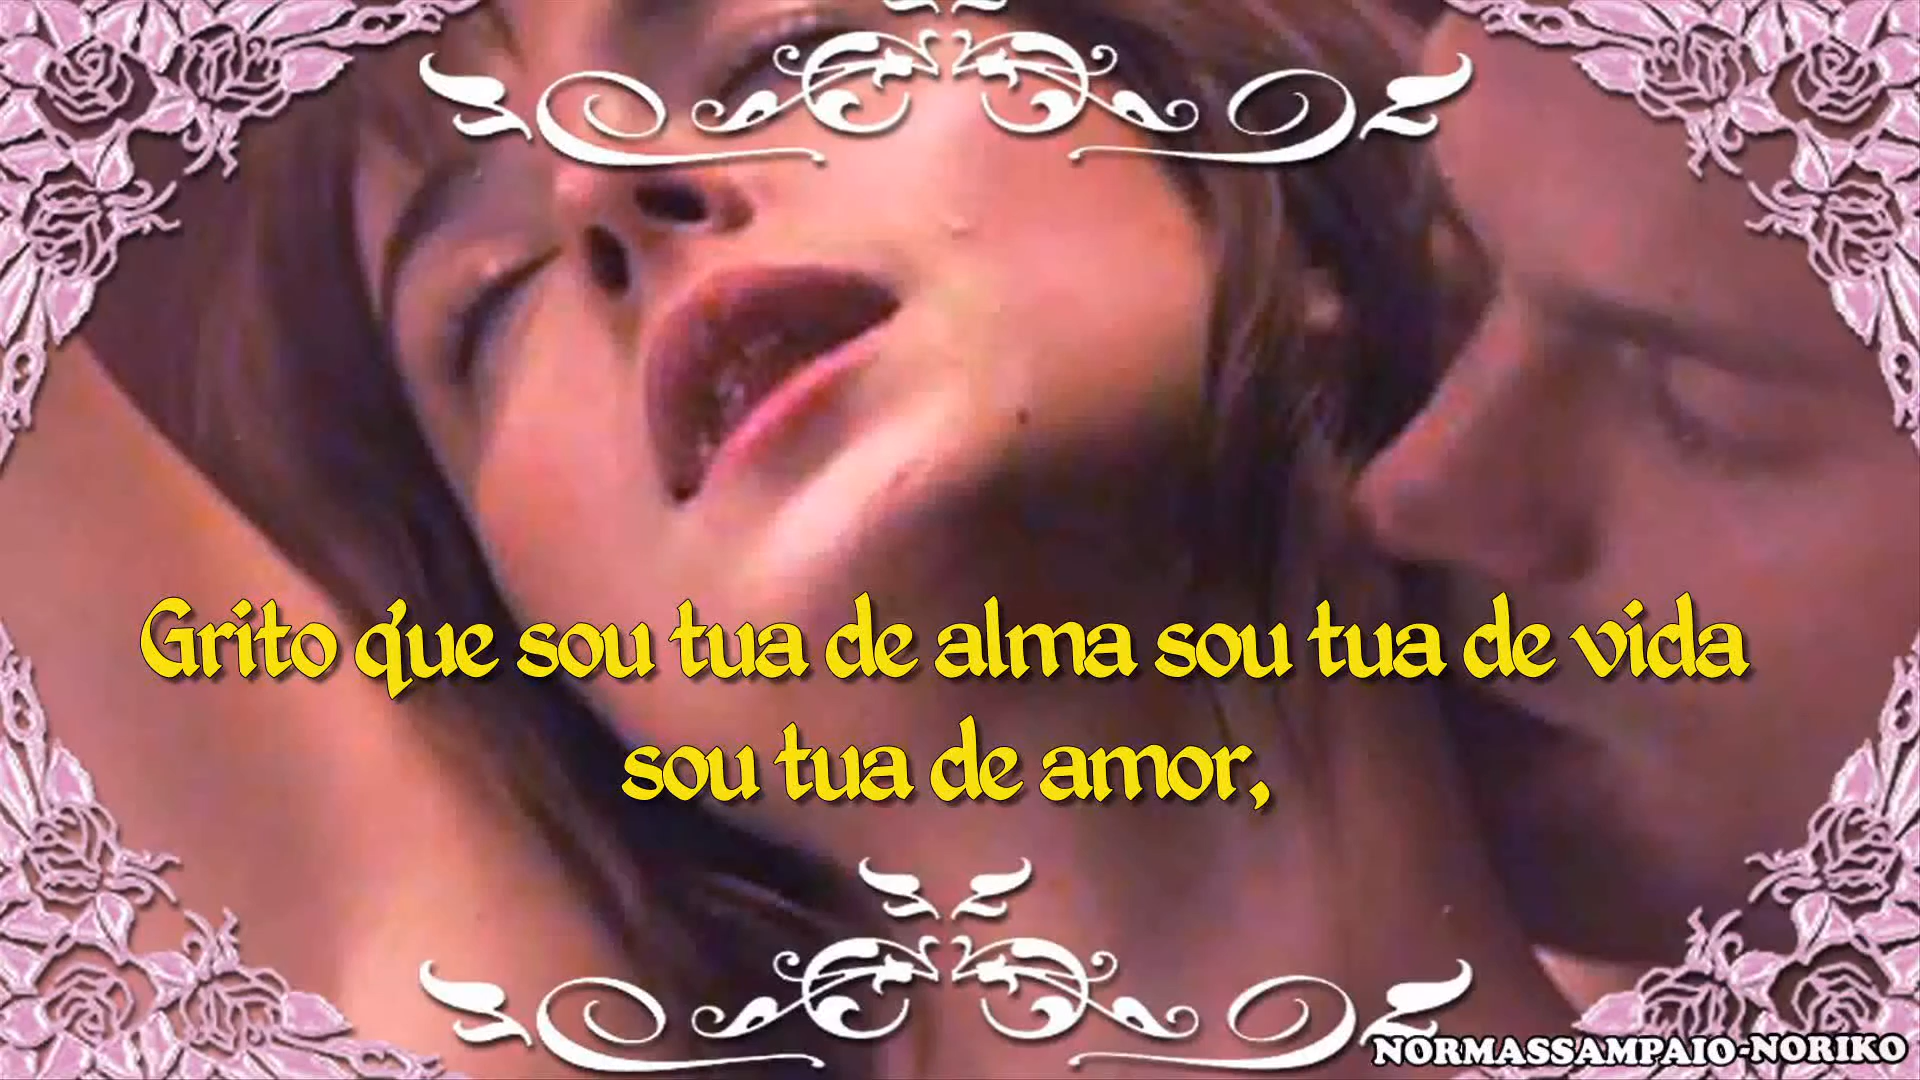 Grito que sou tua de alma sou tua de vida
sou tua de amor,
NORMASSAMPAIO-NORIKO